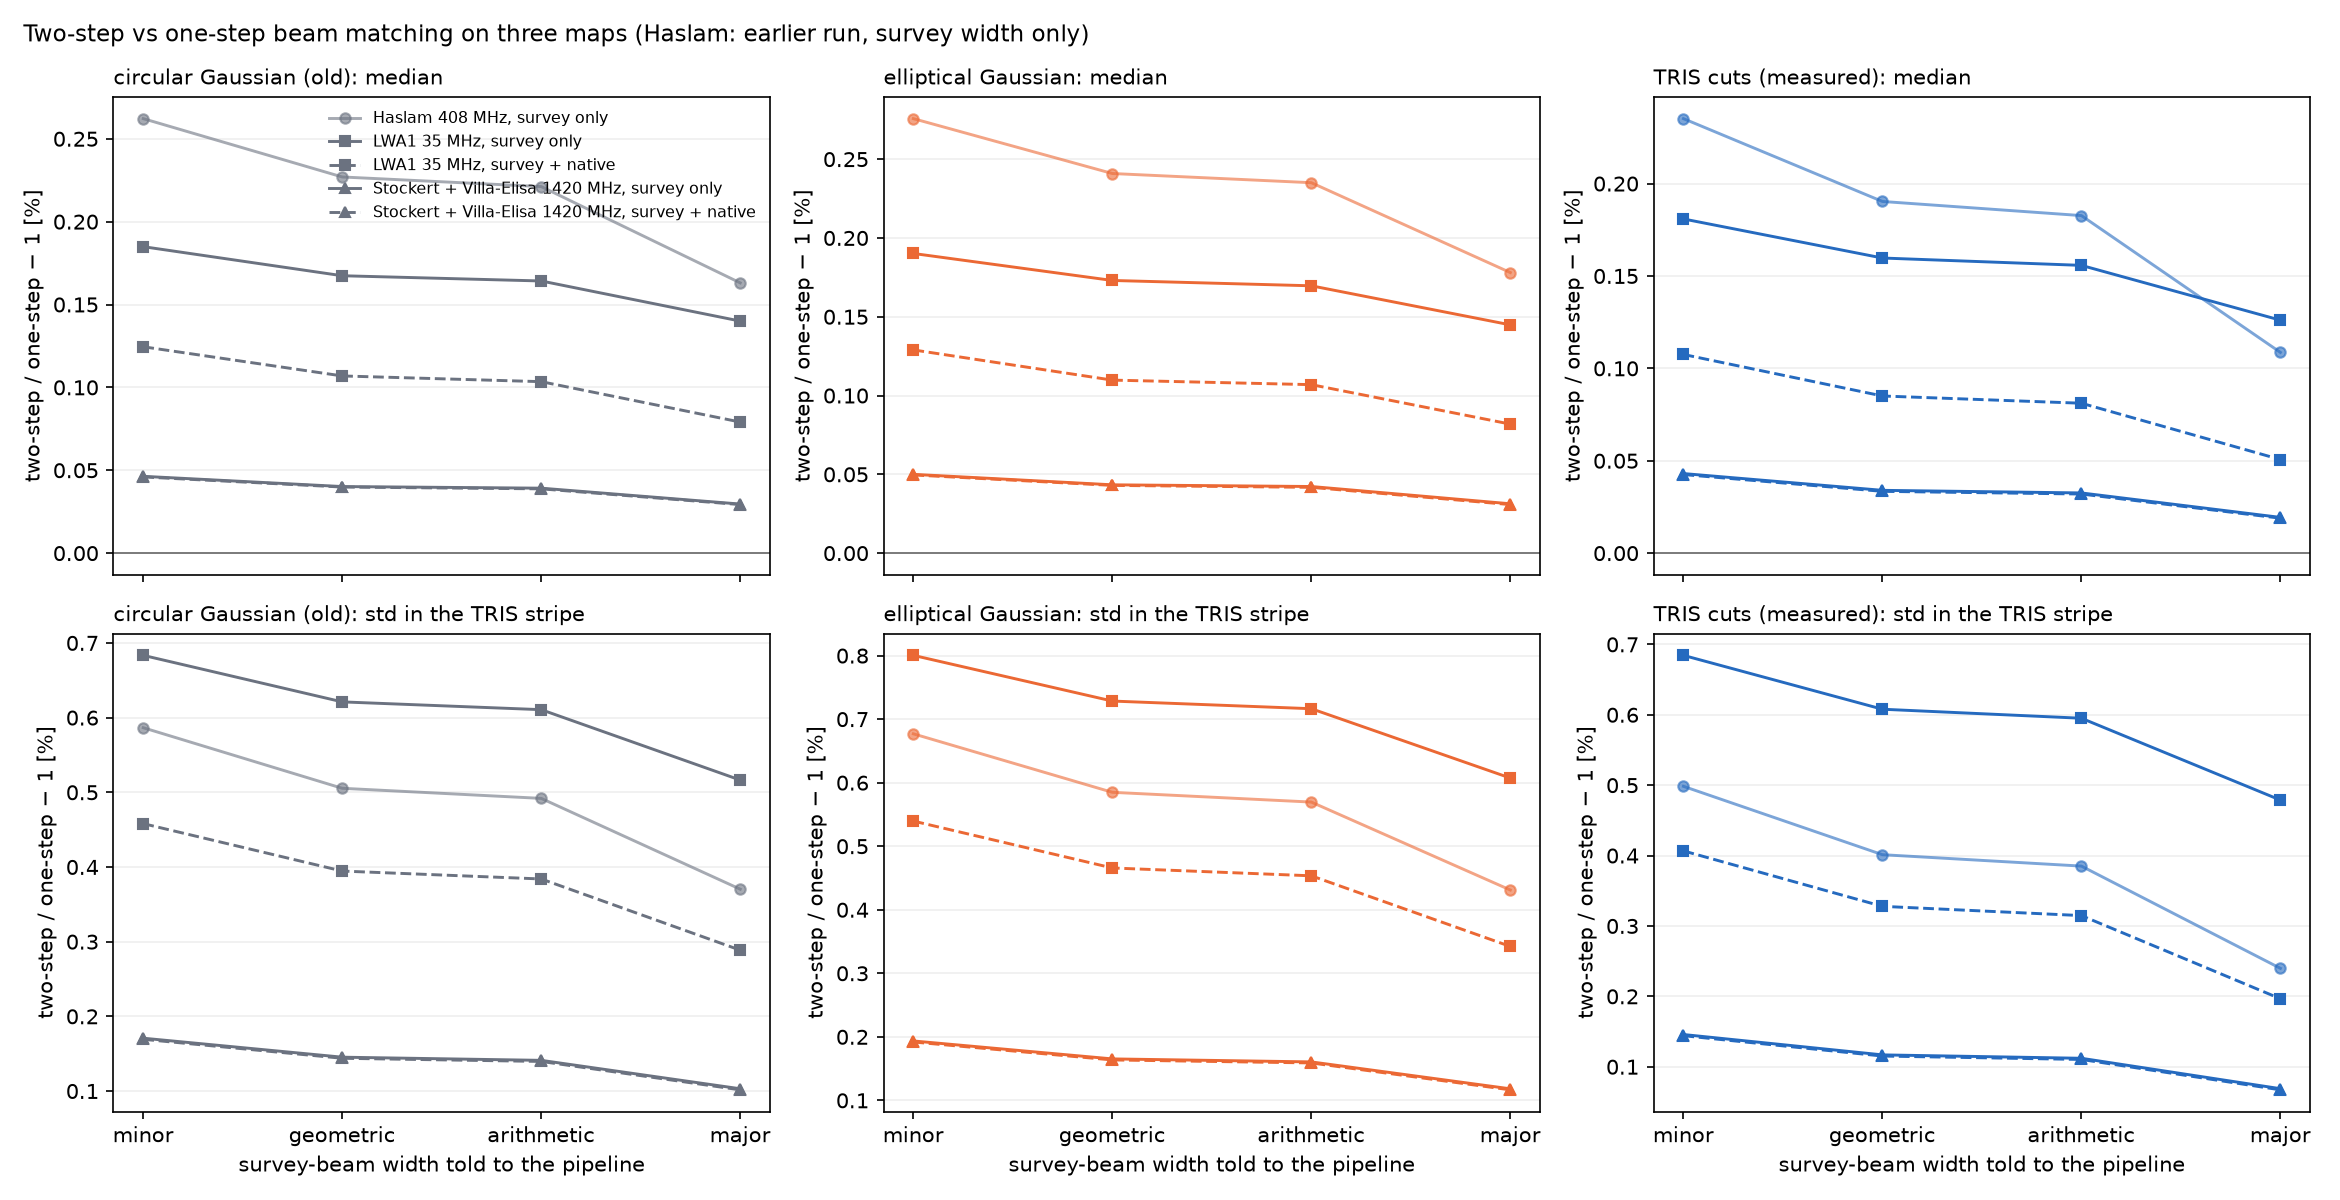 Two-step vs one-step beam matching on three maps (Haslam: earlier run, survey width only)
circular Gaussian (old): median
two-step / one-step − 1 [%]
0.25
0.20
0.15
0.10
0.05
0.00
Haslam 408 MHz, survey only
LWA1 35 MHz, survey only
LWA1 35 MHz, survey + native
Stockert + Villa-Elisa 1420 MHz, survey only
Stockert + Villa-Elisa 1420 MHz, survey + native
elliptical Gaussian: median
two-step / one-step − 1 [%]
0.25
0.20
0.15
0.10
0.05
0.00
TRIS cuts (measured): median
two-step / one-step − 1 [%]
0.20
0.15
0.10
0.05
0.00
circular Gaussian (old): std in the TRIS stripe
two-step / one-step − 1 [%]
0.7
0.6
0.5
0.4
0.3
0.2
0.1
minor geometric arithmetic major
survey-beam width told to the pipeline
elliptical Gaussian: std in the TRIS stripe
two-step / one-step − 1 [%]
0.8
0.7
0.6
0.5
0.4
0.3
0.2
0.1
minor geometric arithmetic major
survey-beam width told to the pipeline
TRIS cuts (measured): std in the TRIS stripe
two-step / one-step − 1 [%]
0.7
0.6
0.5
0.4
0.3
0.2
0.1
minor geometric arithmetic major
survey-beam width told to the pipeline